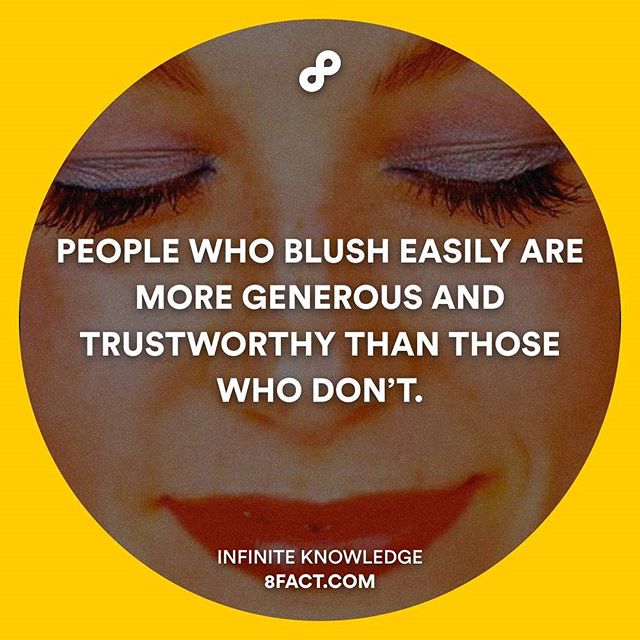 PEOPLE WHO BLUSH EASILY ARE
MORE GENEROUS AND
TRUSTWORTHY THAN THOSE
WHO DON’T.
INFINITE KNOWLEDGE
8FACT.COM